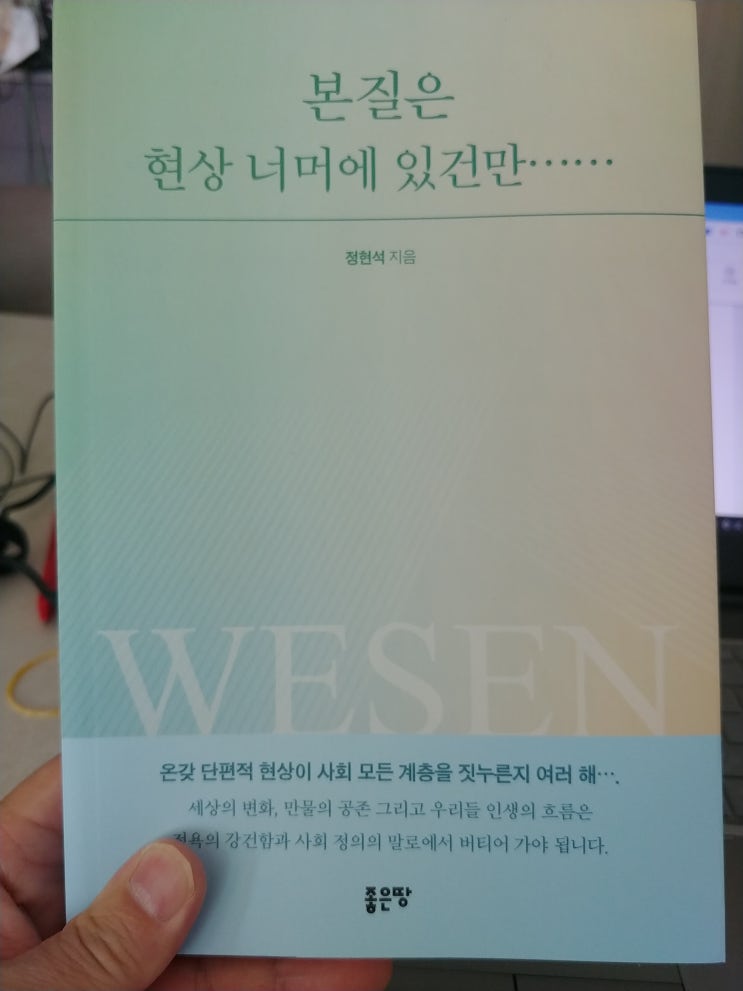 본질은
현상 너머에 있건만……
정현석 지음
WESEN
온갖 단편적 현상이 사회 모든 계층을 짓누른지 여러 해….
세상의 변화, 만물의 공존 그리고 우리들 인생의 흐름은
강건함과 사회 정의의 말로에서 버티어 가야 됩니다.
좋은땅